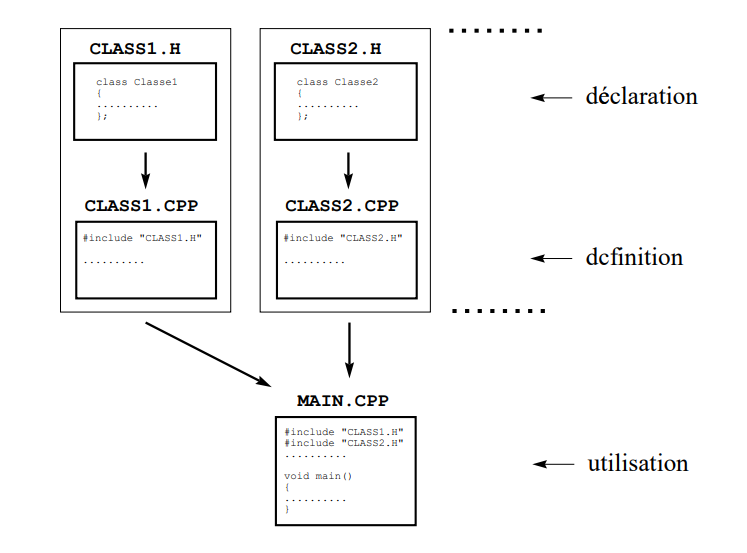 CLASS1.H
class Classe1
{
..........
};
CLASS2.H
class Classe2
{
..........
};
déclaration
CLASS1.CPP
#include "CLASS1.H"
..........
CLASS2.CPP
#include "CLASS2.H"
..........
dcfinition
MAIN.CPP
#include "CLASS1.H"
#include "CLASS2.H"
..........
void main()
{
..........
}
utilisation